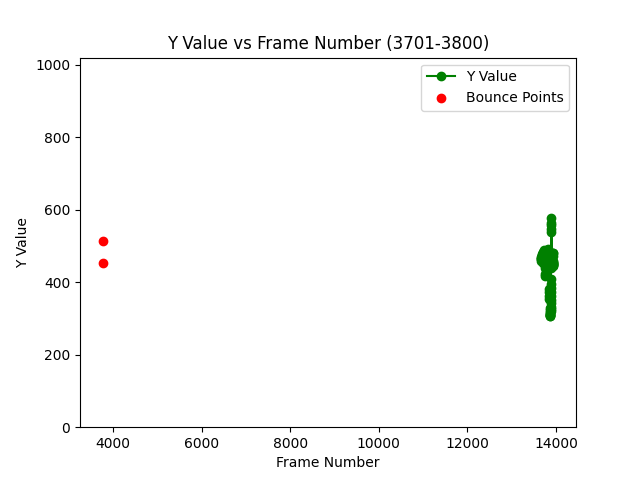 Y Value vs Frame Number (3701-3800)
Y Value
Bounce Points
1000
800
600
400
200
0
Y Value
4000 6000 8000 10000 12000 14000
Frame Number